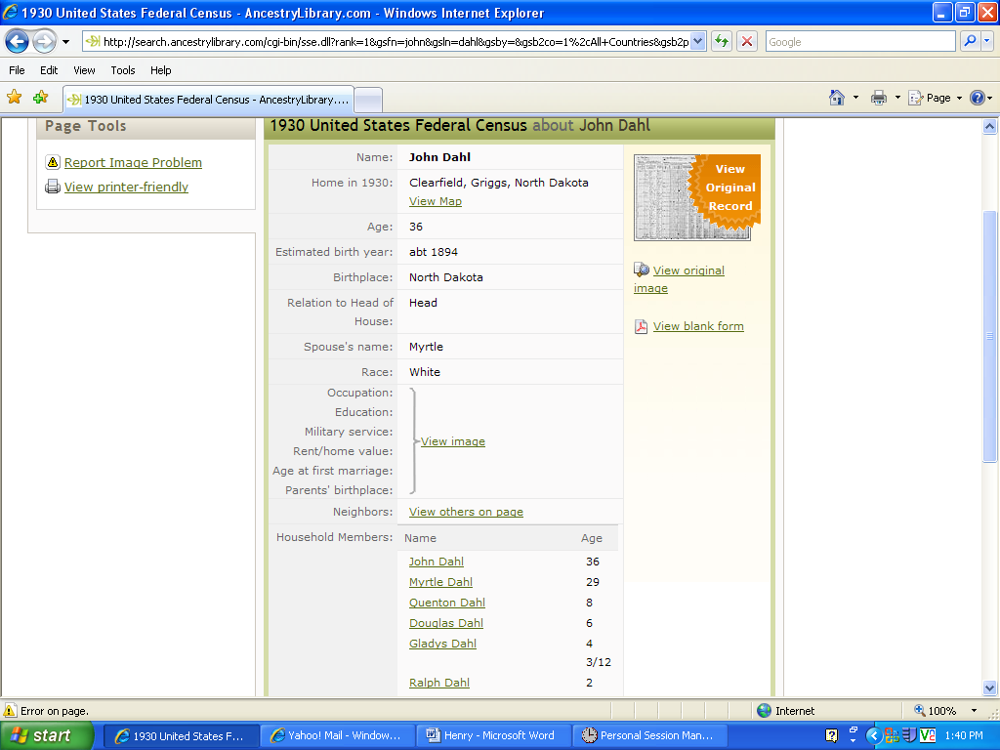 1930 United States Federal Census - AncestryLibrary.com - Windows Internet Explorer
http://search.ancestrylibrary.com/cgi-bin/sse.dll?rank=1&gsfn=john&gsln=dahl&gsby=&gsb2co=1%2cAll+Countries&gsb2p
Google
File Edit View Tools Help
1930 United States Federal Census - AncestryLibrary....
Page
Page Tools
Report Image Problem
View printer-friendly
1930 United States Federal Census about John Dahl
Name: John Dahl
Home in 1930: Clearfield, Griggs, North Dakota
View Map
Age: 36
Estimated birth year: abt 1894
Birthplace: North Dakota
Relation to Head of House: Head
Spouse's name: Myrtle
Race: White
Occupation:
Education:
Military service:
Rent/home value:
Age at first marriage:
Parents' birthplace:
View image
Neighbors: View others on page
Household Members: Name Age
John Dahl 36
Myrtle Dahl 29
Quenton Dahl 8
Douglas Dahl 6
Gladys Dahl 4
3/12
Ralph Dahl 2
View
Original
Record
View original
image
View blank form
Error on page.
Internet
100%
start
1930 United States F...
Yahoo! Mail - Window...
Henry - Microsoft Word
Personal Session Man...
1:40 PM